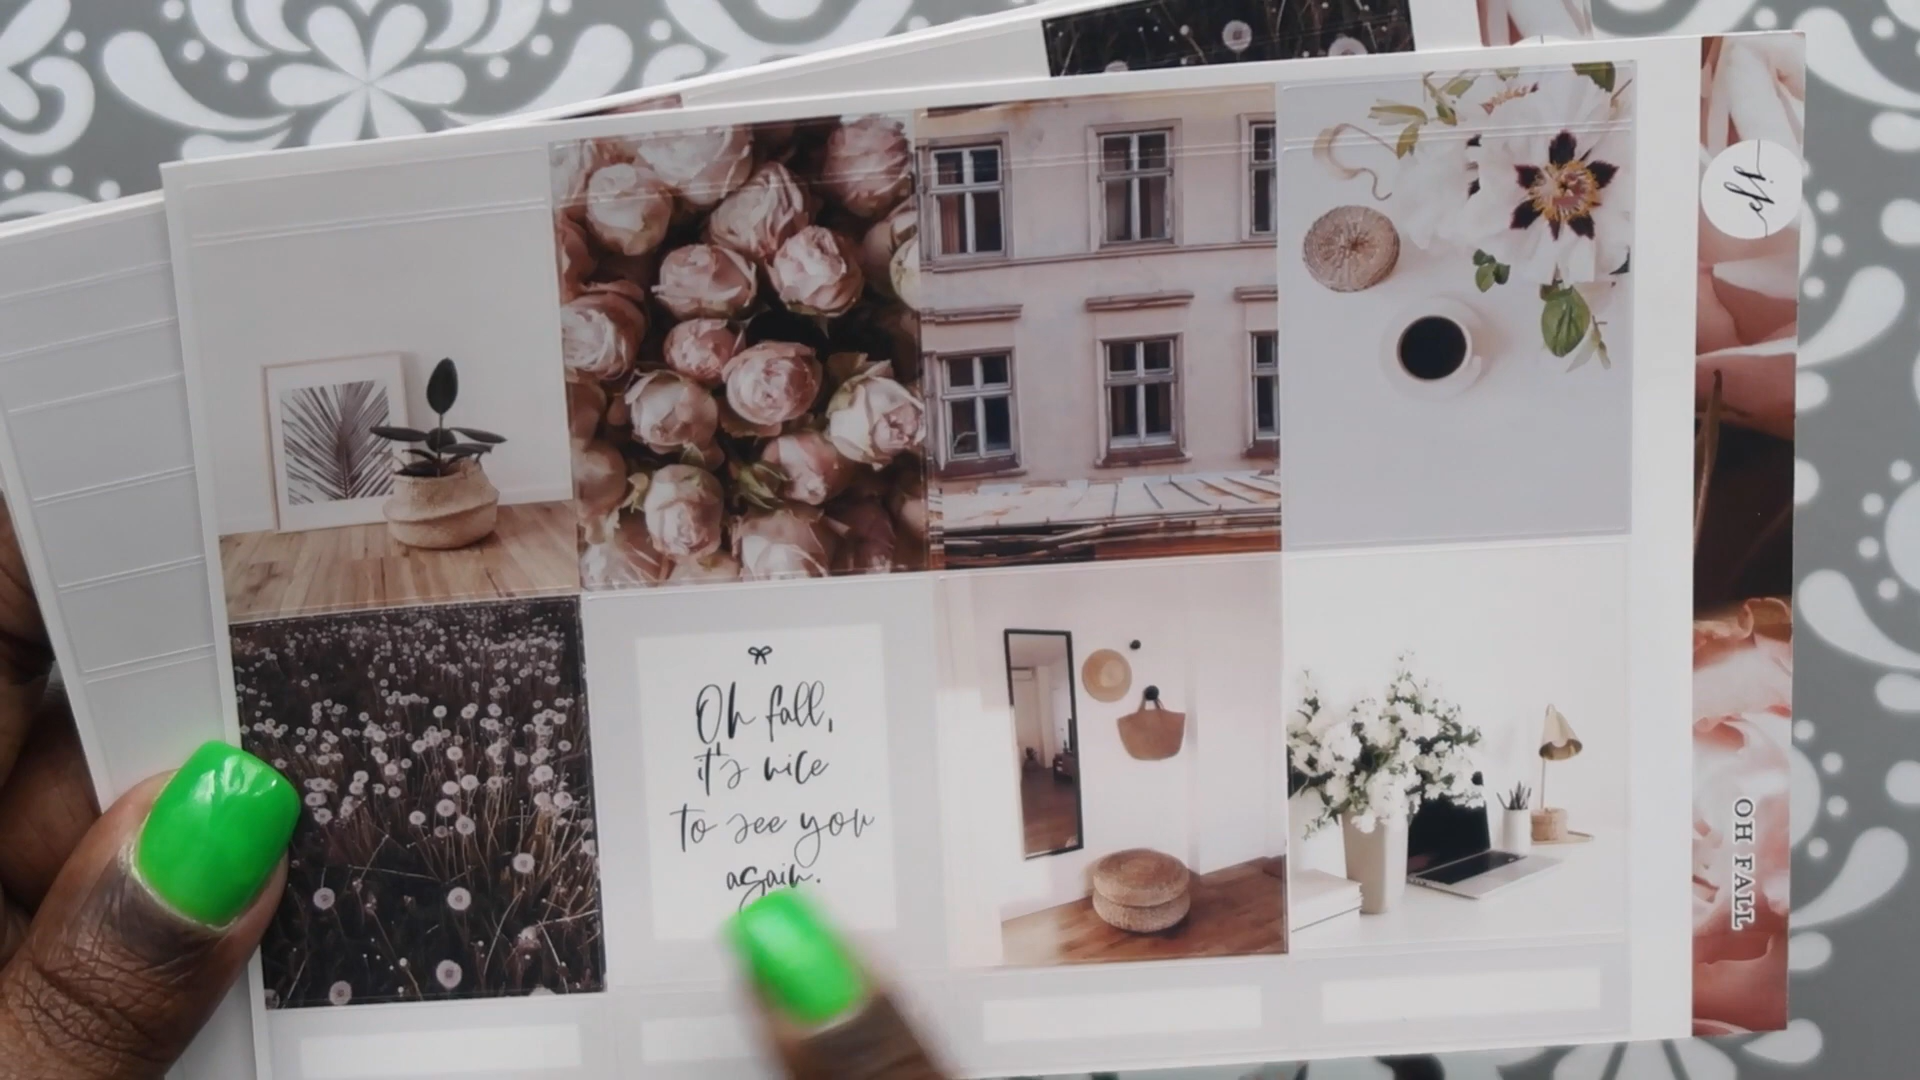 Oh fall,
it's nice
to see you
again.
OH FALL